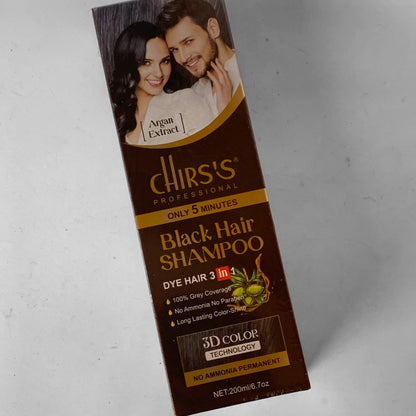 [ Argan
Extract ]
CHIRS'S
PROFESSIONAL
ONLY 5 MINUTES
Black Hair
SHAMPOO
DYE HAIR 3 in 1
100% Grey Coverage
No Ammonia No Paraben
Long Lasting Color-Shine
3D COLOR
TECHNOLOGY
NO AMMONIA PERMANENT
NET:200ml/6.7oz